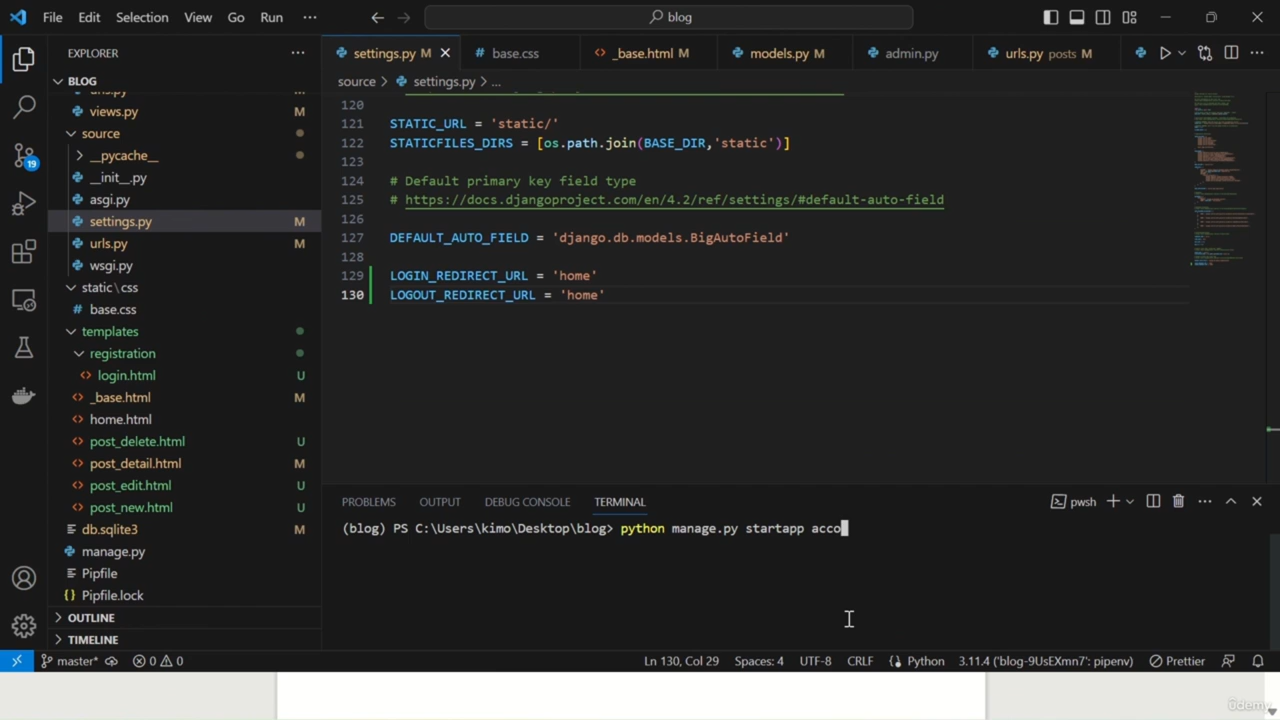 File Edit Selection View Go Run ···
blog
EXPLORER ···
settings.py M
base.css
_base.html M
models.py M
admin.py
urls.py posts M
···
BLOG
source > settings.py > ...
views.py M
source
__pycache__
__init__.py
asgi.py
settings.py M
urls.py M
wsgi.py
static\css
base.css
templates
registration
login.html U
_base.html M
home.html
post_delete.html U
post_detail.html M
post_edit.html U
post_new.html U
db.sqlite3 M
manage.py
Pipfile
Pipfile.lock
OUTLINE
TIMELINE
19
120
121 STATIC_URL = 'static/'
122 STATICFILES_DIRS = [os.path.join(BASE_DIR,'static')]
123
124 # Default primary key field type
125 # https://docs.djangoproject.com/en/4.2/ref/settings/#default-auto-field
126
127 DEFAULT_AUTO_FIELD = 'django.db.models.BigAutoField'
128
129 LOGIN_REDIRECT_URL = 'home'
130 LOGOUT_REDIRECT_URL = 'home'
PROBLEMS OUTPUT DEBUG CONSOLE TERMINAL
pwsh ···
(blog) PS C:\Users\kimo\Desktop\blog> python manage.py startapp acco
master* 0 0
Ln 130, Col 29 Spaces: 4 UTF-8 CRLF Python 3.11.4 ('blog-9UsEXmn7': pipenv) Prettier
ûdemy